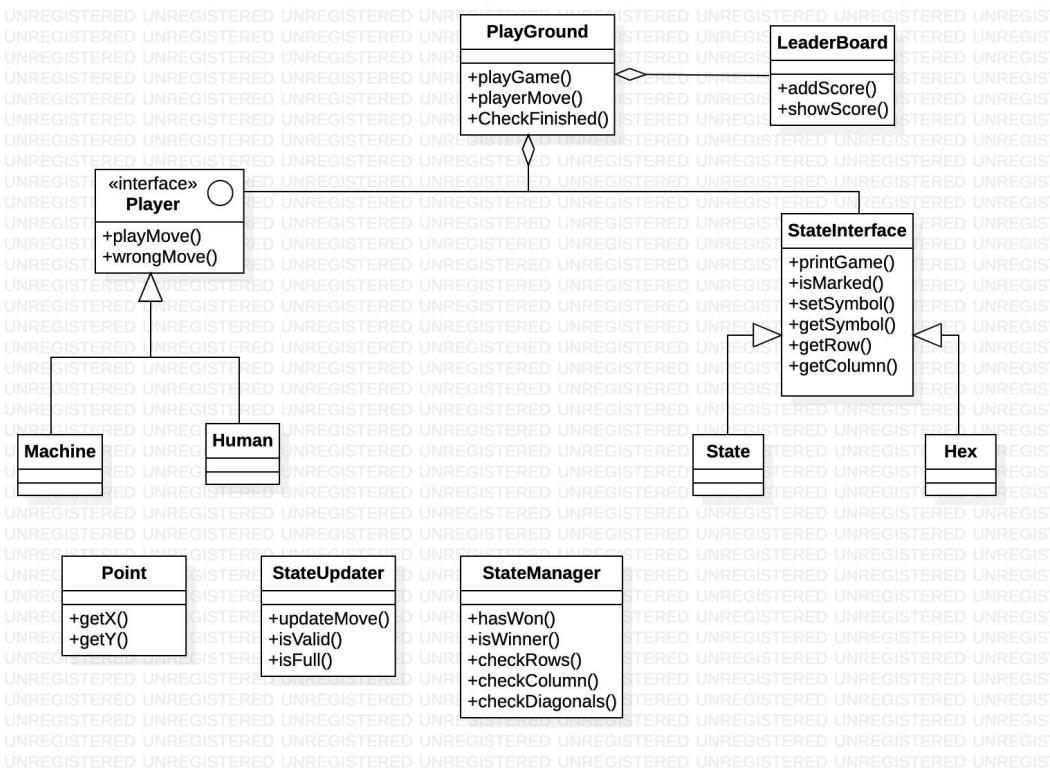 PlayGround
+playGame()
+playerMove()
+CheckFinished()
LeaderBoard
+addScore()
+showScore()
«interface»
Player
+playMove()
+wrongMove()
StateInterface
+printGame()
+isMarked()
+setSymbol()
+getSymbol()
+getRow()
+getColumn()
Machine
Human
State
Hex
Point
+getX()
+getY()
StateUpdater
+updateMove()
+isValid()
+isFull()
StateManager
+hasWon()
+isWinner()
+checkRows()
+checkColumn()
+checkDiagonals()
UNREGISTERED